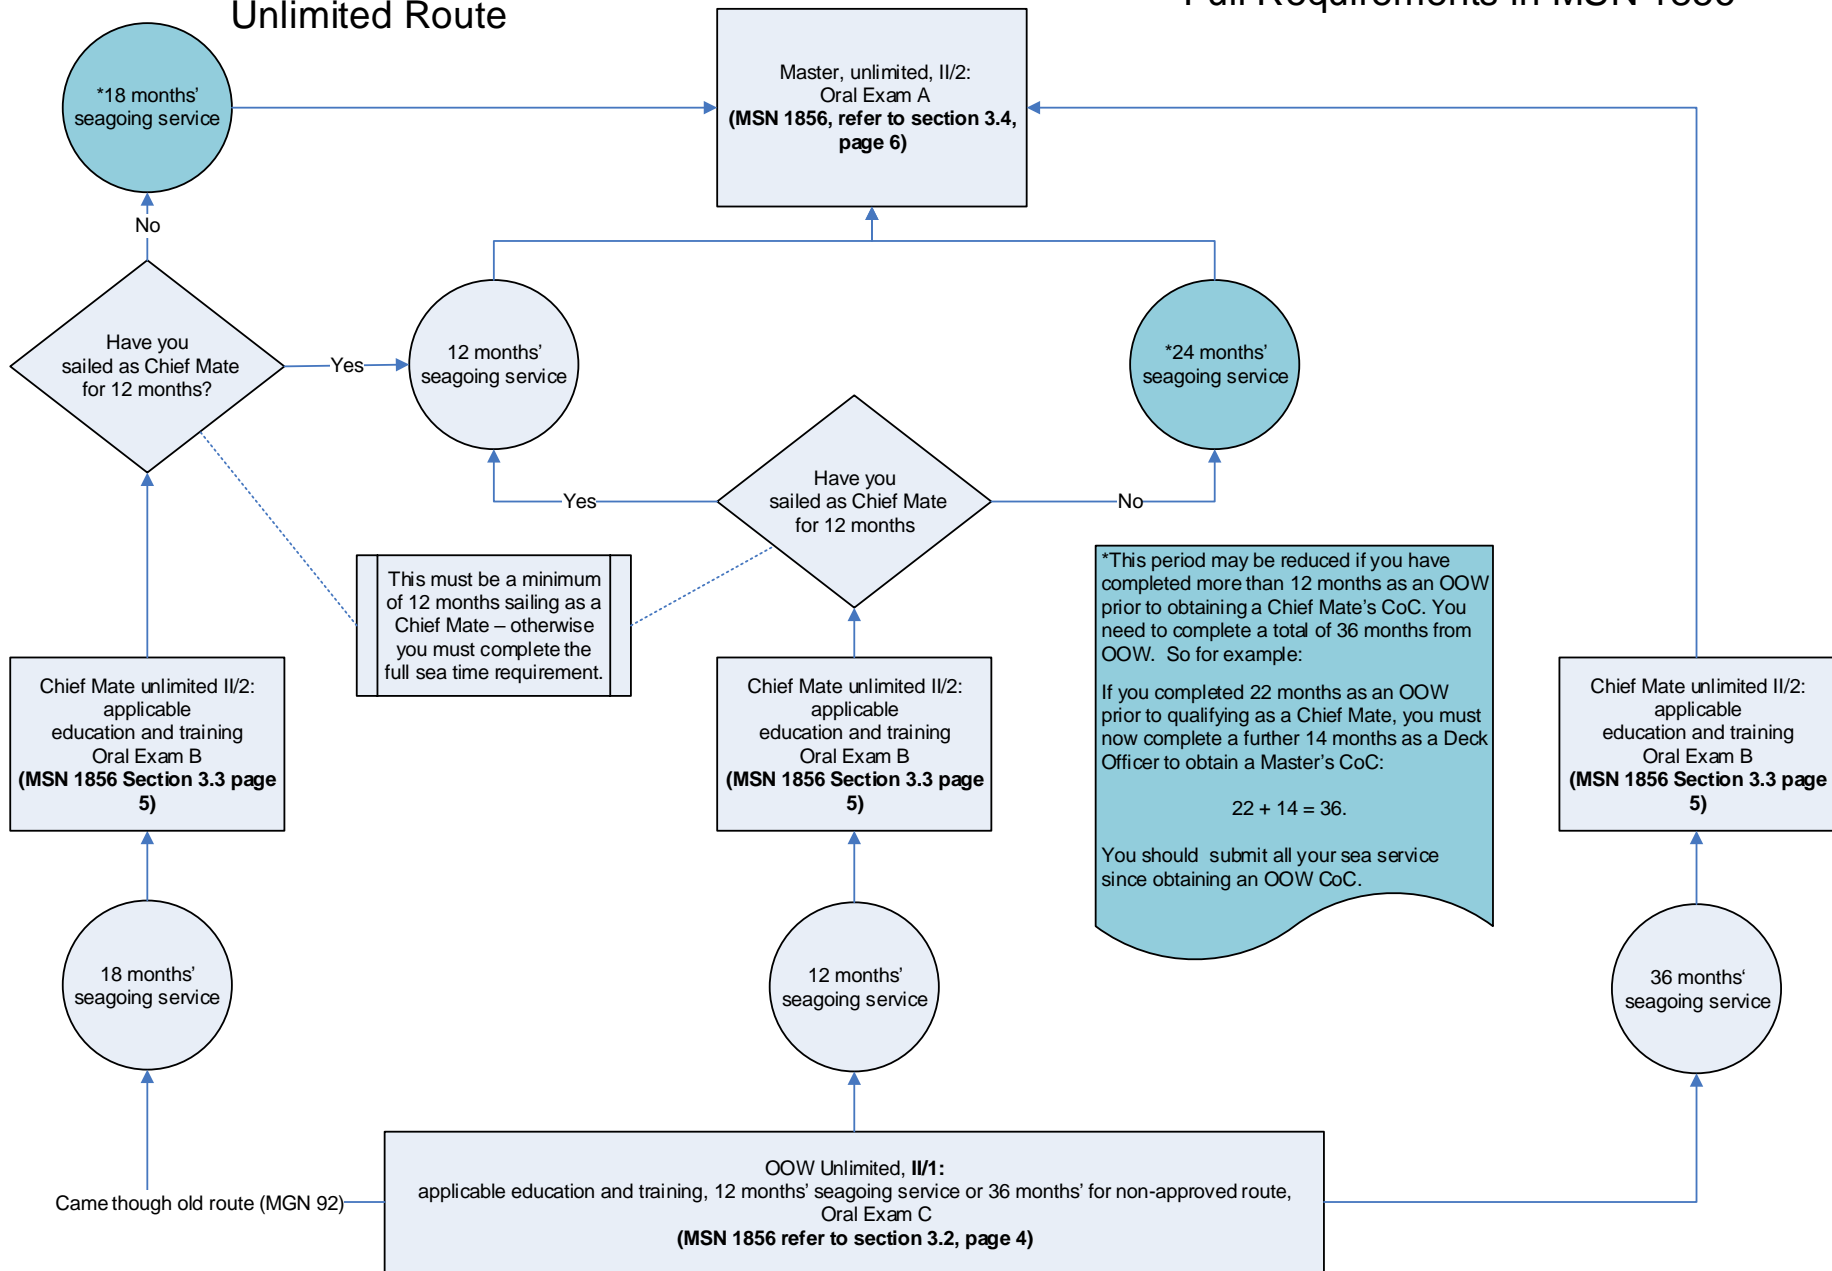 Unlimited Route
Full Requirements in MSN 1856
*18 months’
seagoing service
Master, unlimited, II/2:
Oral Exam A
(MSN 1856, refer to section 3.4,
page 6)
No
Have you
sailed as Chief Mate
for 12 months?
Yes
12 months’
seagoing service
*24 months’
seagoing service
Have you
sailed as Chief Mate
for 12 months
Yes
No
This must be a minimum
of 12 months sailing as a
Chief Mate – otherwise
you must complete the
full sea time requirement.
*This period may be reduced if you have
completed more than 12 months as an OOW
prior to obtaining a Chief Mate’s CoC. You
need to complete a total of 36 months from
OOW. So for example:
If you completed 22 months as an OOW
prior to qualifying as a Chief Mate, you must
now complete a further 14 months as a Deck
Officer to obtain a Master’s CoC:
22 + 14 = 36.
You should submit all your sea service
since obtaining an OOW CoC.
Chief Mate unlimited II/2:
applicable
education and training
Oral Exam B
(MSN 1856 Section 3.3 page
5)
Chief Mate unlimited II/2:
applicable
education and training
Oral Exam B
(MSN 1856 Section 3.3 page
5)
Chief Mate unlimited II/2:
applicable
education and training
Oral Exam B
(MSN 1856 Section 3.3 page
5)
18 months’
seagoing service
12 months’
seagoing service
36 months‘
seagoing service
Came though old route (MGN 92)
OOW Unlimited, II/1:
applicable education and training, 12 months’ seagoing service or 36 months’ for non-approved route,
Oral Exam C
(MSN 1856 refer to section 3.2, page 4)